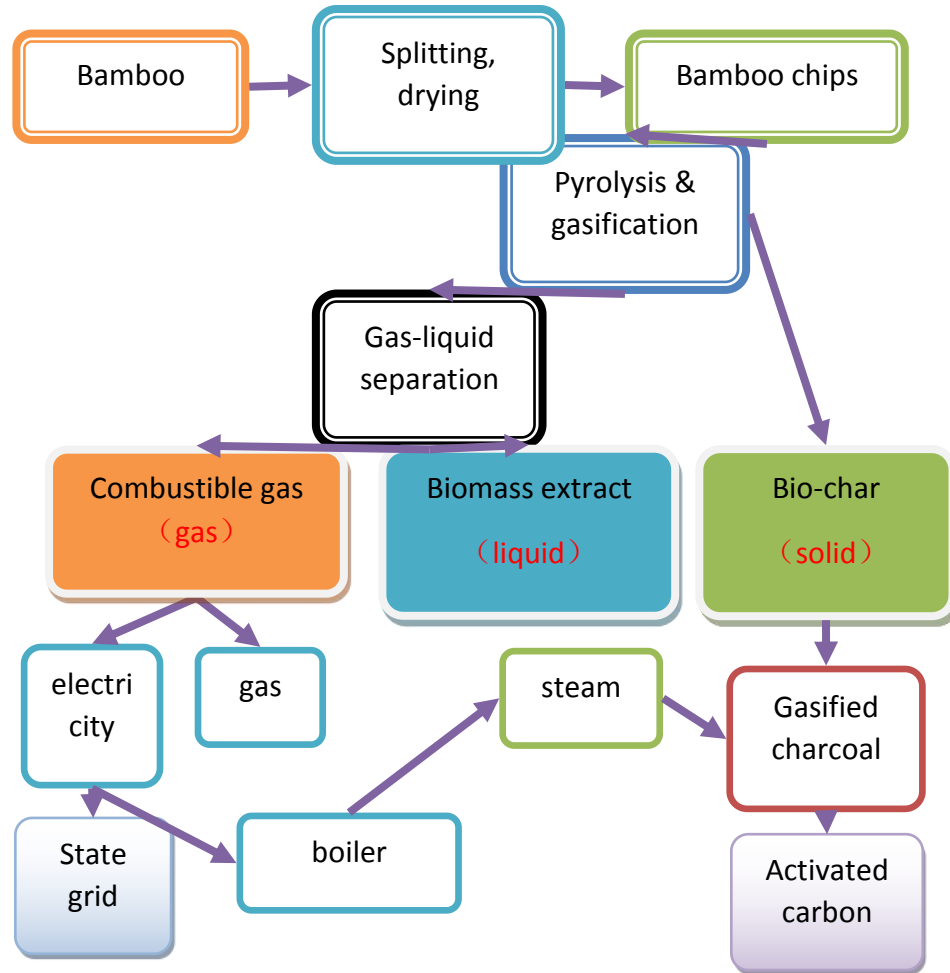 Bamboo
Splitting,
drying
Bamboo chips
Pyrolysis &
gasification
Gas-liquid
separation
Combustible gas
（gas）
Biomass extract
（liquid）
Bio-char
（solid）
electri
city
gas
steam
Gasified
charcoal
State
grid
boiler
Activated
carbon